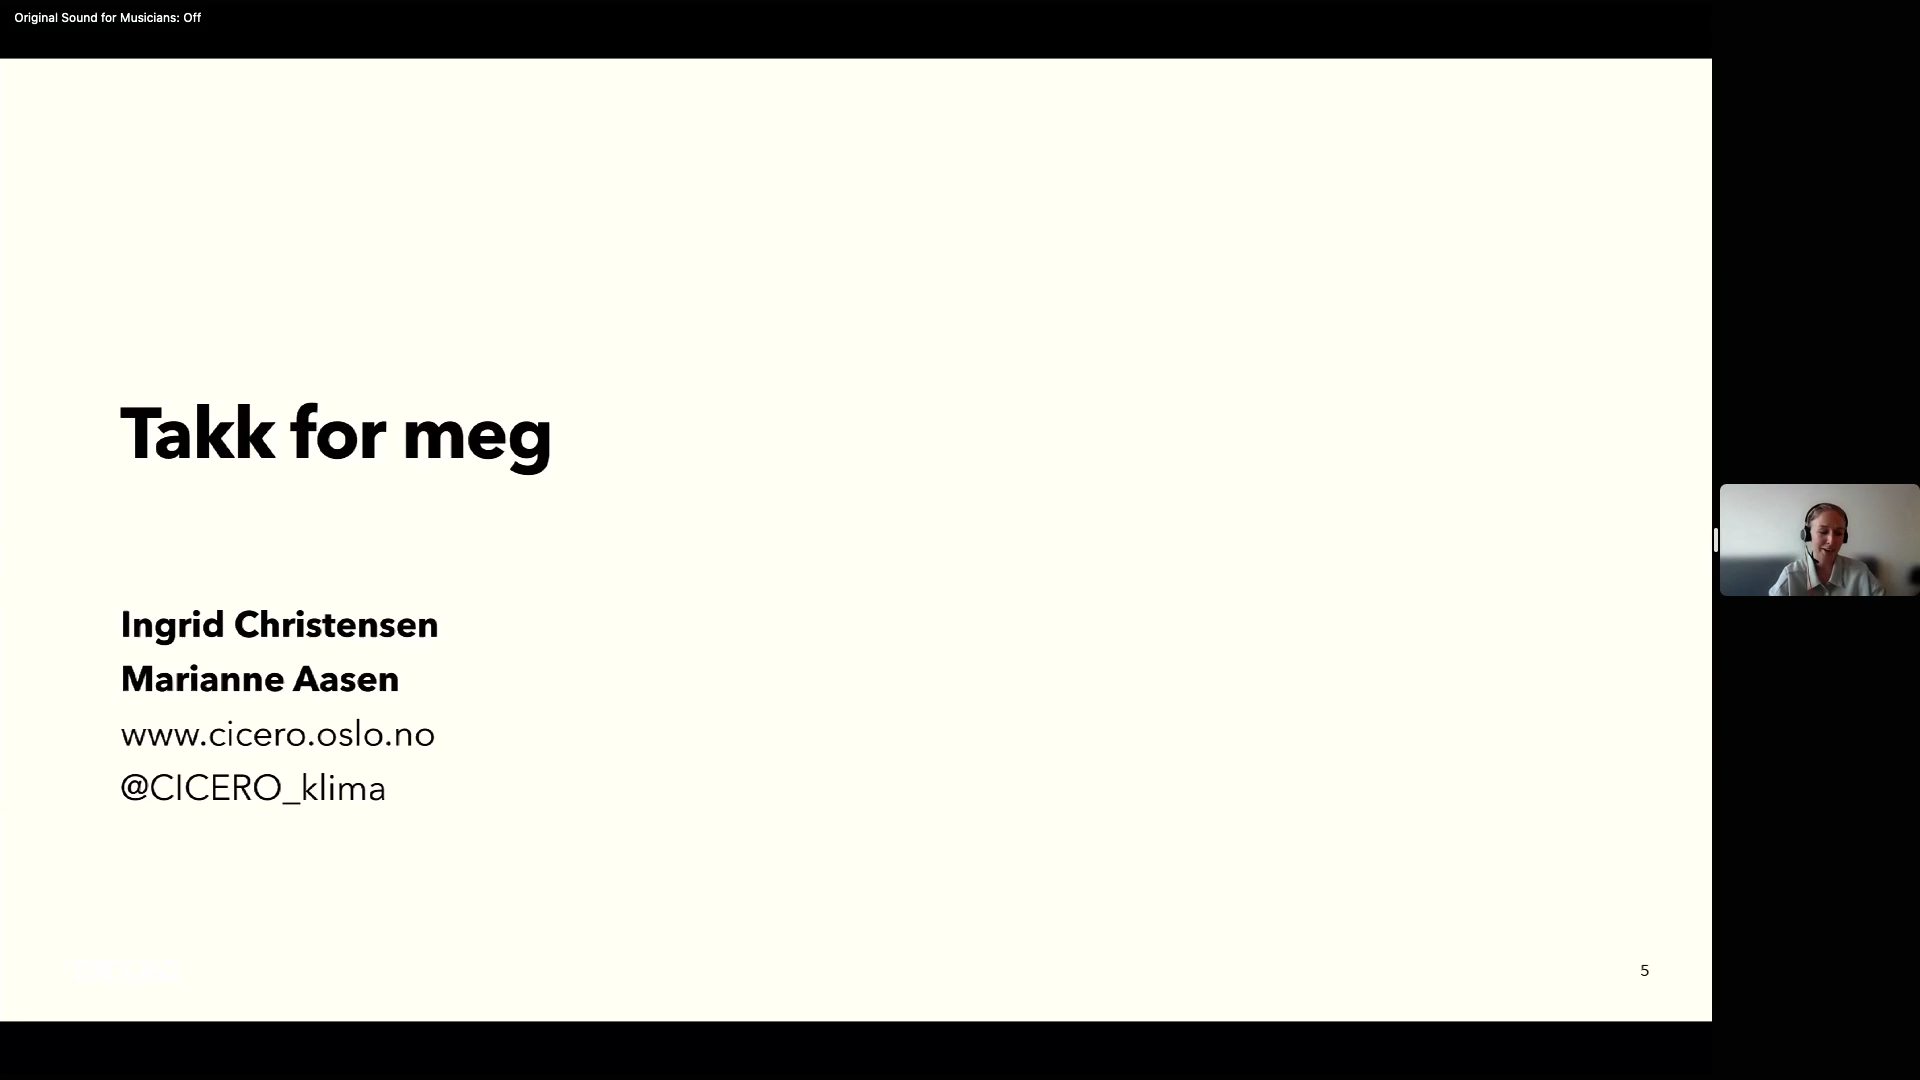 Original Sound for Musicians: Off
Takk for meg
Ingrid Christensen
Marianne Aasen
www.cicero.oslo.no
@CICERO_klima
5